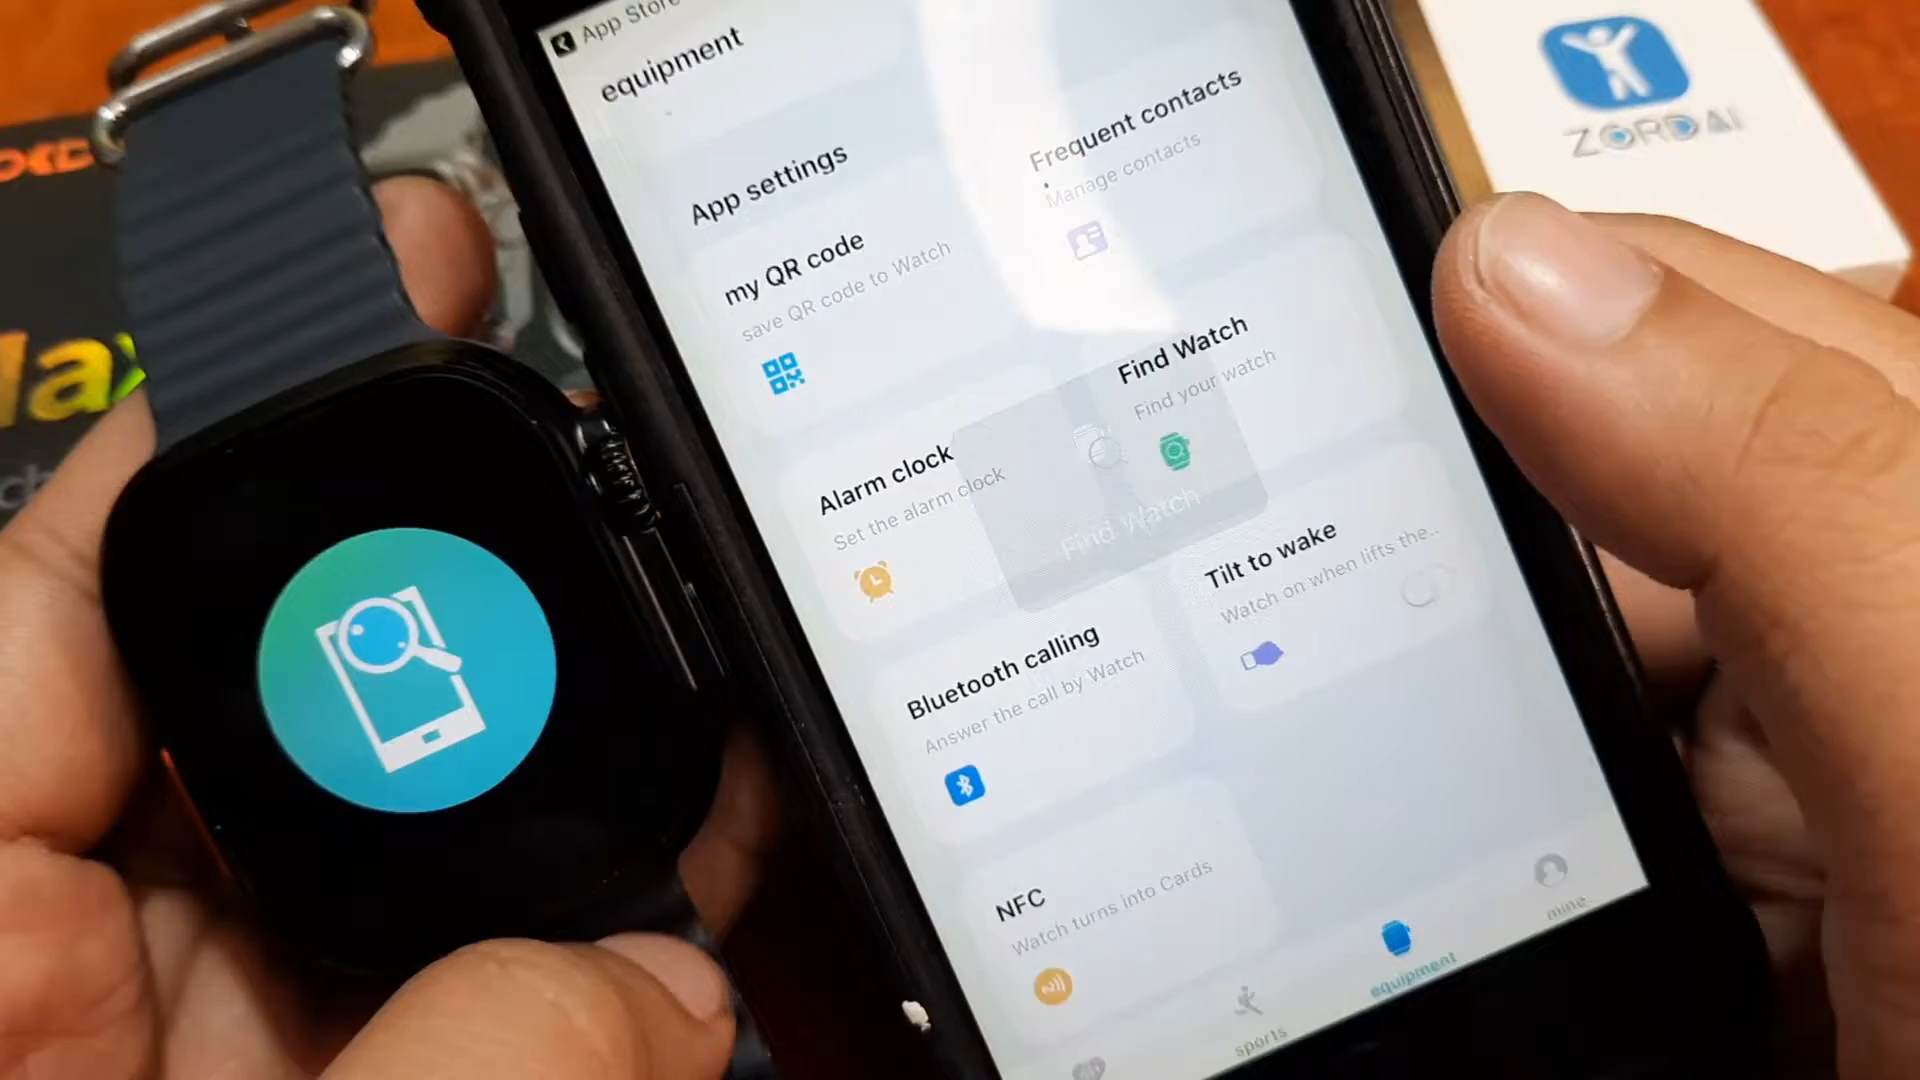 App Store
equipment
App settings
my QR code
save QR code to Watch
Frequent contacts
Manage contacts
Alarm clock
Set the alarm clock
Find Watch
Find your watch
Find Watch
Bluetooth calling
Answer the call by Watch
Tilt to wake
Watch on when lifts the...
NFC
Watch turns into Cards
sports
equipment
mine
ZORDAI